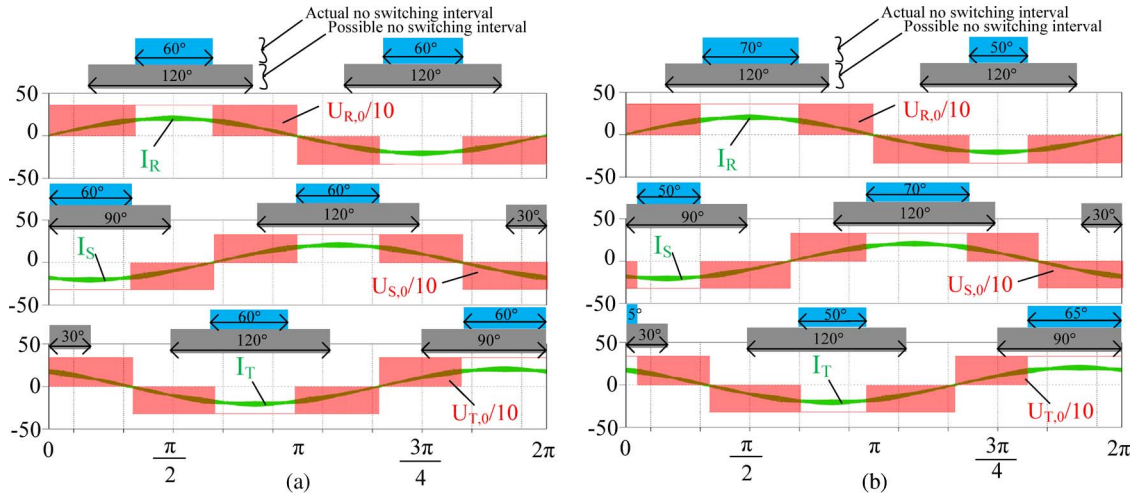 Actual no switching interval
Possible no switching interval
60°
60°
120°
120°
50
0
-50
U_R,0/10
I_R
60°
60°
90°
120°
30°
50
0
-50
I_S
U_S,0/10
60°
60°
30°
120°
90°
50
0
-50
I_T
U_T,0/10
0
π/2
π
3π/4
2π
(a)
Actual no switching interval
Possible no switching interval
70°
50°
120°
120°
50
0
-50
U_R,0/10
I_R
50°
70°
90°
120°
30°
50
0
-50
I_S
U_S,0/10
5°
50°
65°
30°
120°
90°
50
0
-50
I_T
U_T,0/10
0
π/2
π
3π/4
2π
(b)